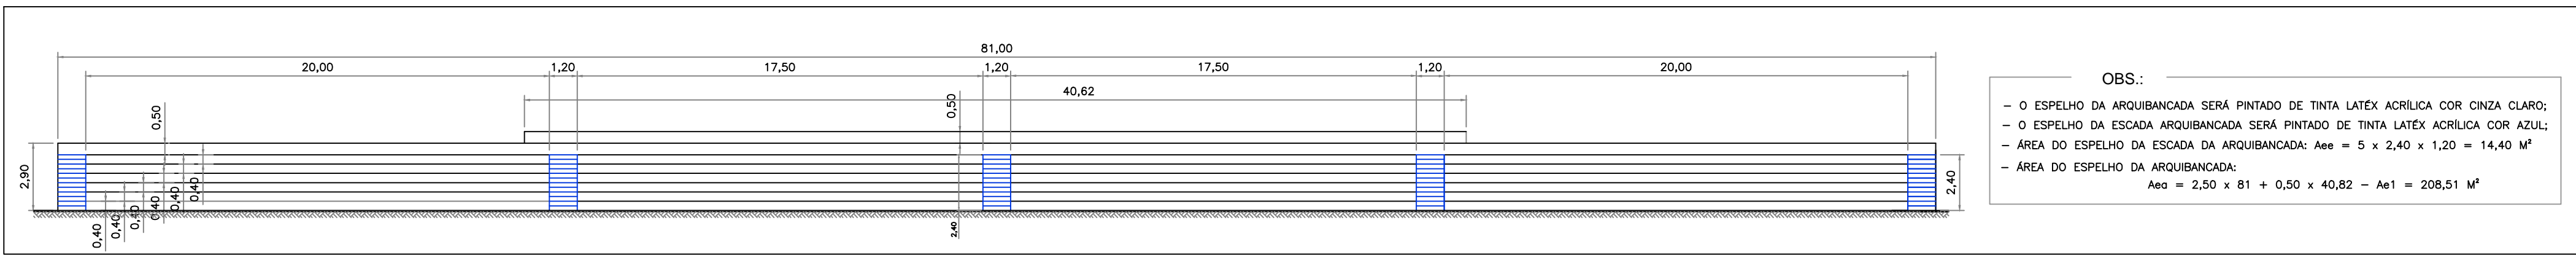 81,00
20,00 1,20 17,50 1,20 17,50 1,20 20,00
40,62
0,50 0,50
2,90 2,40
0,40 0,40 0,40 0,40 0,40 0,40
2,40
OBS.:
- O ESPELHO DA ARQUIBANCADA SERÁ PINTADO DE TINTA LATÉX ACRÍLICA COR CINZA CLARO;
- O ESPELHO DA ESCADA ARQUIBANCADA SERÁ PINTADO DE TINTA LATÉX ACRÍLICA COR AZUL;
- ÁREA DO ESPELHO DA ESCADA DA ARQUIBANCADA: Aee = 5 x 2,40 x 1,20 = 14,40 M²
- ÁREA DO ESPELHO DA ARQUIBANCADA:
Aea = 2,50 x 81 + 0,50 x 40,82 - Ae1 = 208,51 M²